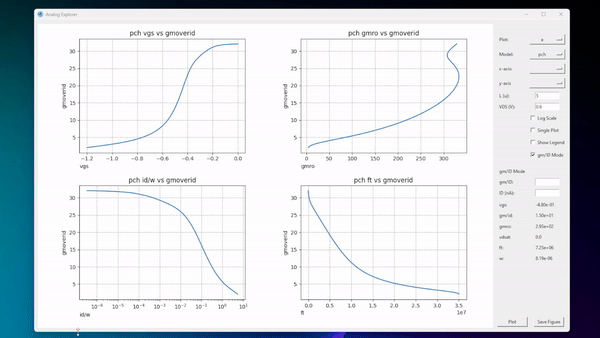 Analog Explorer
pch vgs vs gmoverid
gmoverid
30
25
20
15
10
5
−1.2 −1.0 −0.8 −0.6 −0.4 −0.2 0.0
vgs
pch gmro vs gmoverid
gmoverid
30
25
20
15
10
5
0 50 100 150 200 250 300
gmro
pch id/w vs gmoverid
gmoverid
30
25
20
15
10
5
10⁻⁶ 10⁻⁵ 10⁻⁴ 10⁻³ 10⁻² 10⁻¹ 10⁰ 10¹
id/w
pch ft vs gmoverid
gmoverid
30
25
20
15
10
5
0.0 0.5 1.0 1.5 2.0 2.5 3.0 3.5
1e7
ft
Plot:
Model: pch
x-axis:
y-axis
L (u): 5
VDS (V): 0.6
Log Scale
Single Plot
Show Legend
gm/ID Mode
gm/ID Mode
gm/ID:
ID (nA):
vgs: -4.80e-01
gm/id: 1.50e+01
gmro: 2.95e+02
vdsat: 0.0
ft: 7.25e+06
w: 8.19e-06
Plot Save Figure